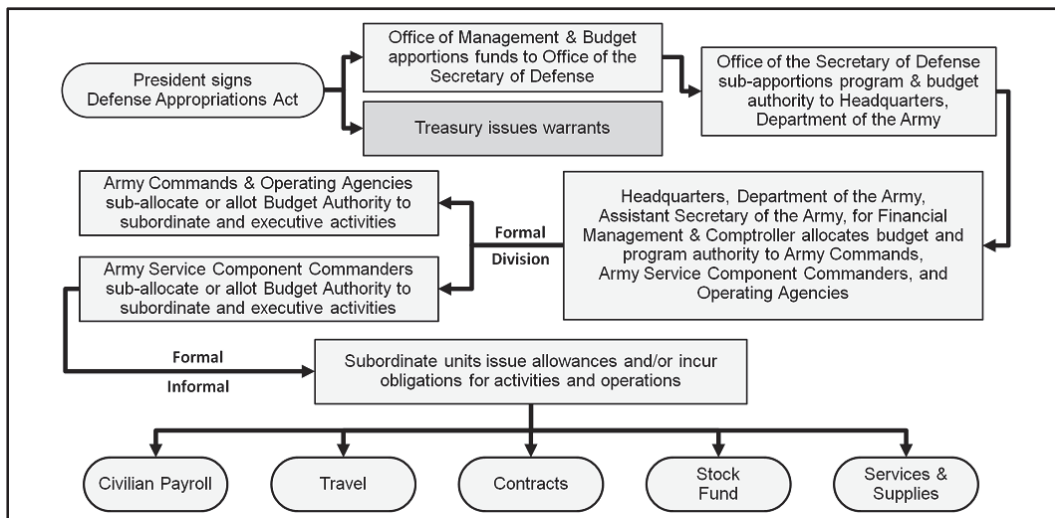 President signs
Defense Appropriations Act
Office of Management & Budget
apportions funds to Office of the
Secretary of Defense
Treasury issues warrants
Office of the Secretary of Defense
sub-apportions program & budget
authority to Headquarters,
Department of the Army
Headquarters, Department of the Army,
Assistant Secretary of the Army, for Financial
Management & Comptroller allocates budget and
program authority to Army Commands,
Army Service Component Commanders, and
Operating Agencies
Formal
Division
Army Commands & Operating Agencies
sub-allocate or allot Budget Authority to
subordinate and executive activities
Army Service Component Commanders
sub-allocate or allot Budget Authority to
subordinate and executive activities
Formal
Informal
Subordinate units issue allowances and/or incur
obligations for activities and operations
Civilian Payroll
Travel
Contracts
Stock
Fund
Services &
Supplies